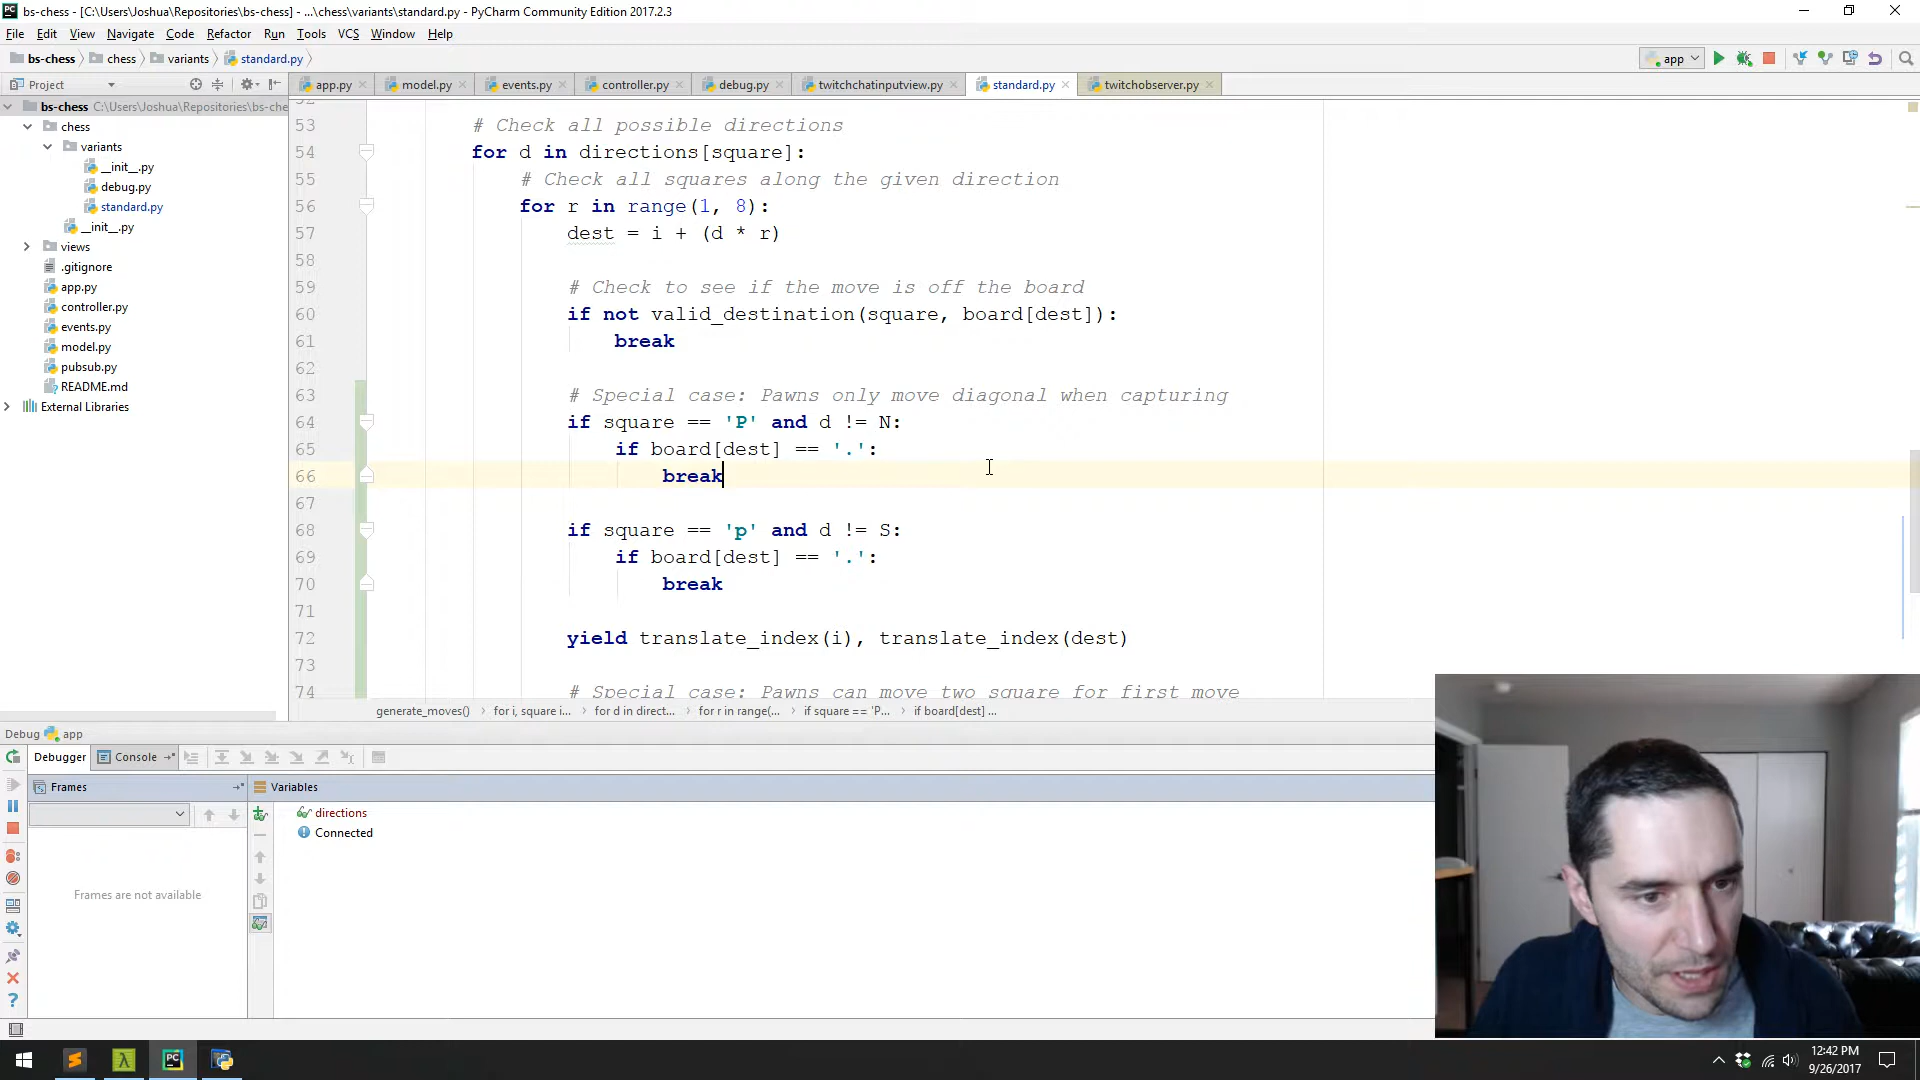 bs-chess - [C:\Users\Joshua\Repositories\bs-chess] - ...\chess\variants\standard.py - PyCharm Community Edition 2017.2.3
File Edit View Navigate Code Refactor Run Tools VCS Window Help
bs-chess chess variants standard.py app
Project app.py model.py events.py controller.py debug.py twitchchatinputview.py standard.py twitchobserver.py
bs-chess C:\Users\Joshua\Repositories\bs-che
chess
variants
__init__.py
debug.py
standard.py
__init__.py
views
.gitignore
app.py
controller.py
events.py
model.py
pubsub.py
README.md
External Libraries
53 # Check all possible directions
54 for d in directions[square]:
55 # Check all squares along the given direction
56 for r in range(1, 8):
57 dest = i + (d * r)
58
59 # Check to see if the move is off the board
60 if not valid_destination(square, board[dest]):
61 break
62
63 # Special case: Pawns only move diagonal when capturing
64 if square == 'P' and d != N:
65 if board[dest] == '.':
66 break
67
68 if square == 'p' and d != S:
69 if board[dest] == '.':
70 break
71
72 yield translate_index(i), translate_index(dest)
73
74 # Special case: Pawns can move two square for first move
generate_moves() for i, square i... for d in direct... for r in range(... if square == 'P... if board[dest] ...
Debug app
Debugger Console
Frames Variables
directions
Connected
Frames are not available
12:42 PM
9/26/2017